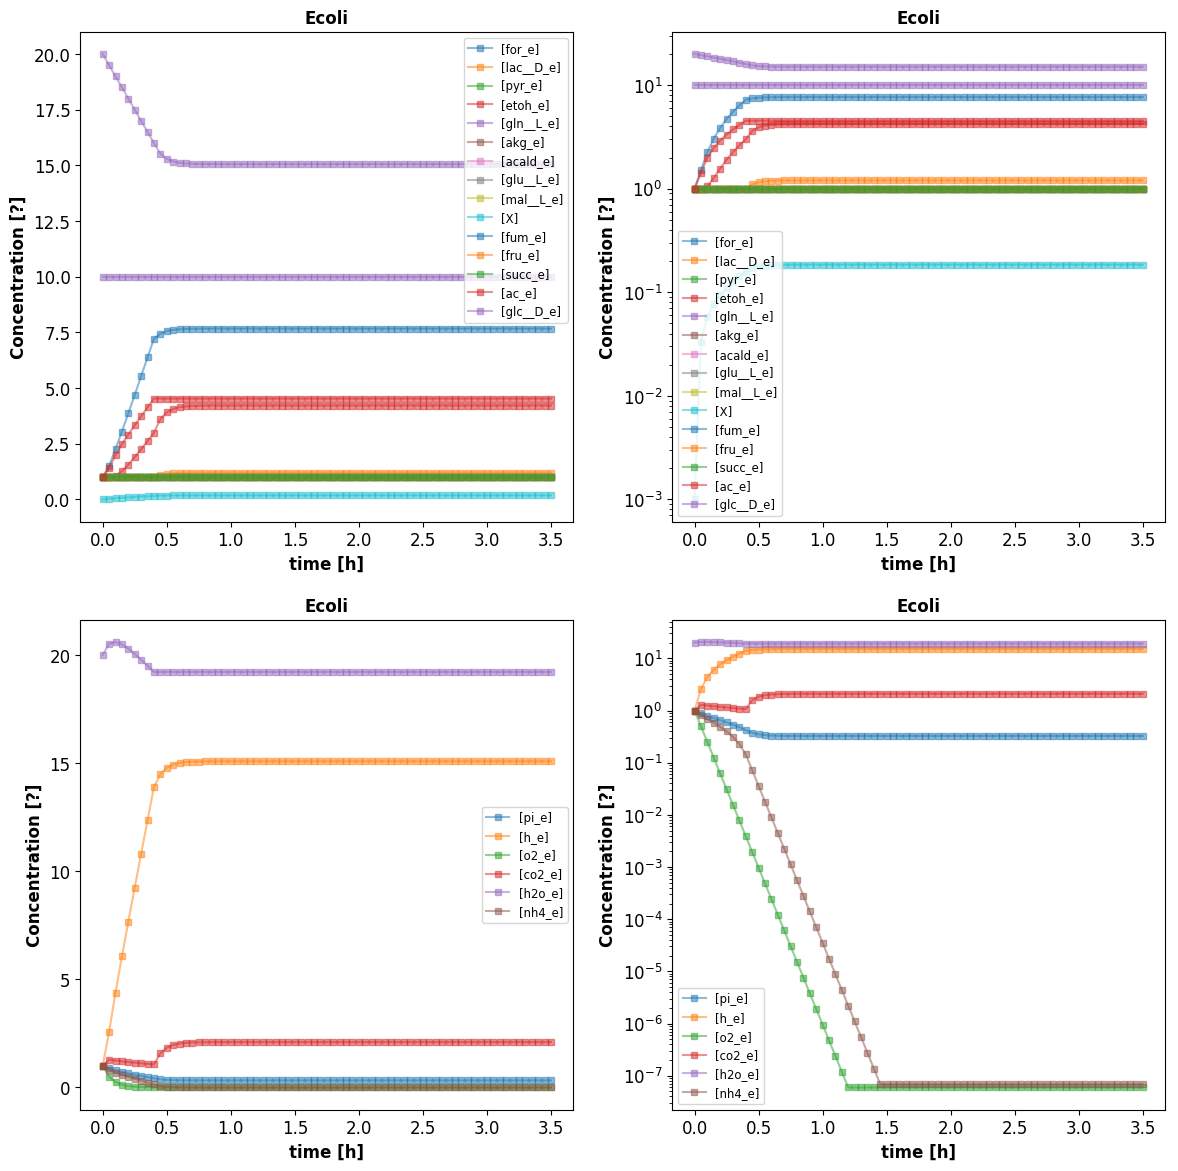 Ecoli
Concentration [?]
20.0
17.5
15.0
12.5
10.0
7.5
5.0
2.5
0.0
[for_e]
[lac__D_e]
[pyr_e]
[etoh_e]
[gln__L_e]
[akg_e]
[acald_e]
[glu__L_e]
[mal__L_e]
[X]
[fum_e]
[fru_e]
[succ_e]
[ac_e]
[glc__D_e]
0.0 0.5 1.0 1.5 2.0 2.5 3.0 3.5
time [h]
Ecoli
Concentration [?]
10¹
10⁰
10⁻¹
10⁻²
10⁻³
[for_e]
[lac__D_e]
[pyr_e]
[etoh_e]
[gln__L_e]
[akg_e]
[acald_e]
[glu__L_e]
[mal__L_e]
[X]
[fum_e]
[fru_e]
[succ_e]
[ac_e]
[glc__D_e]
0.0 0.5 1.0 1.5 2.0 2.5 3.0 3.5
time [h]
Ecoli
Concentration [?]
20
15
10
5
0
[pi_e]
[h_e]
[o2_e]
[co2_e]
[h2o_e]
[nh4_e]
0.0 0.5 1.0 1.5 2.0 2.5 3.0 3.5
time [h]
Ecoli
Concentration [?]
10¹
10⁰
10⁻¹
10⁻²
10⁻³
10⁻⁴
10⁻⁵
10⁻⁶
10⁻⁷
[pi_e]
[h_e]
[o2_e]
[co2_e]
[h2o_e]
[nh4_e]
0.0 0.5 1.0 1.5 2.0 2.5 3.0 3.5
time [h]